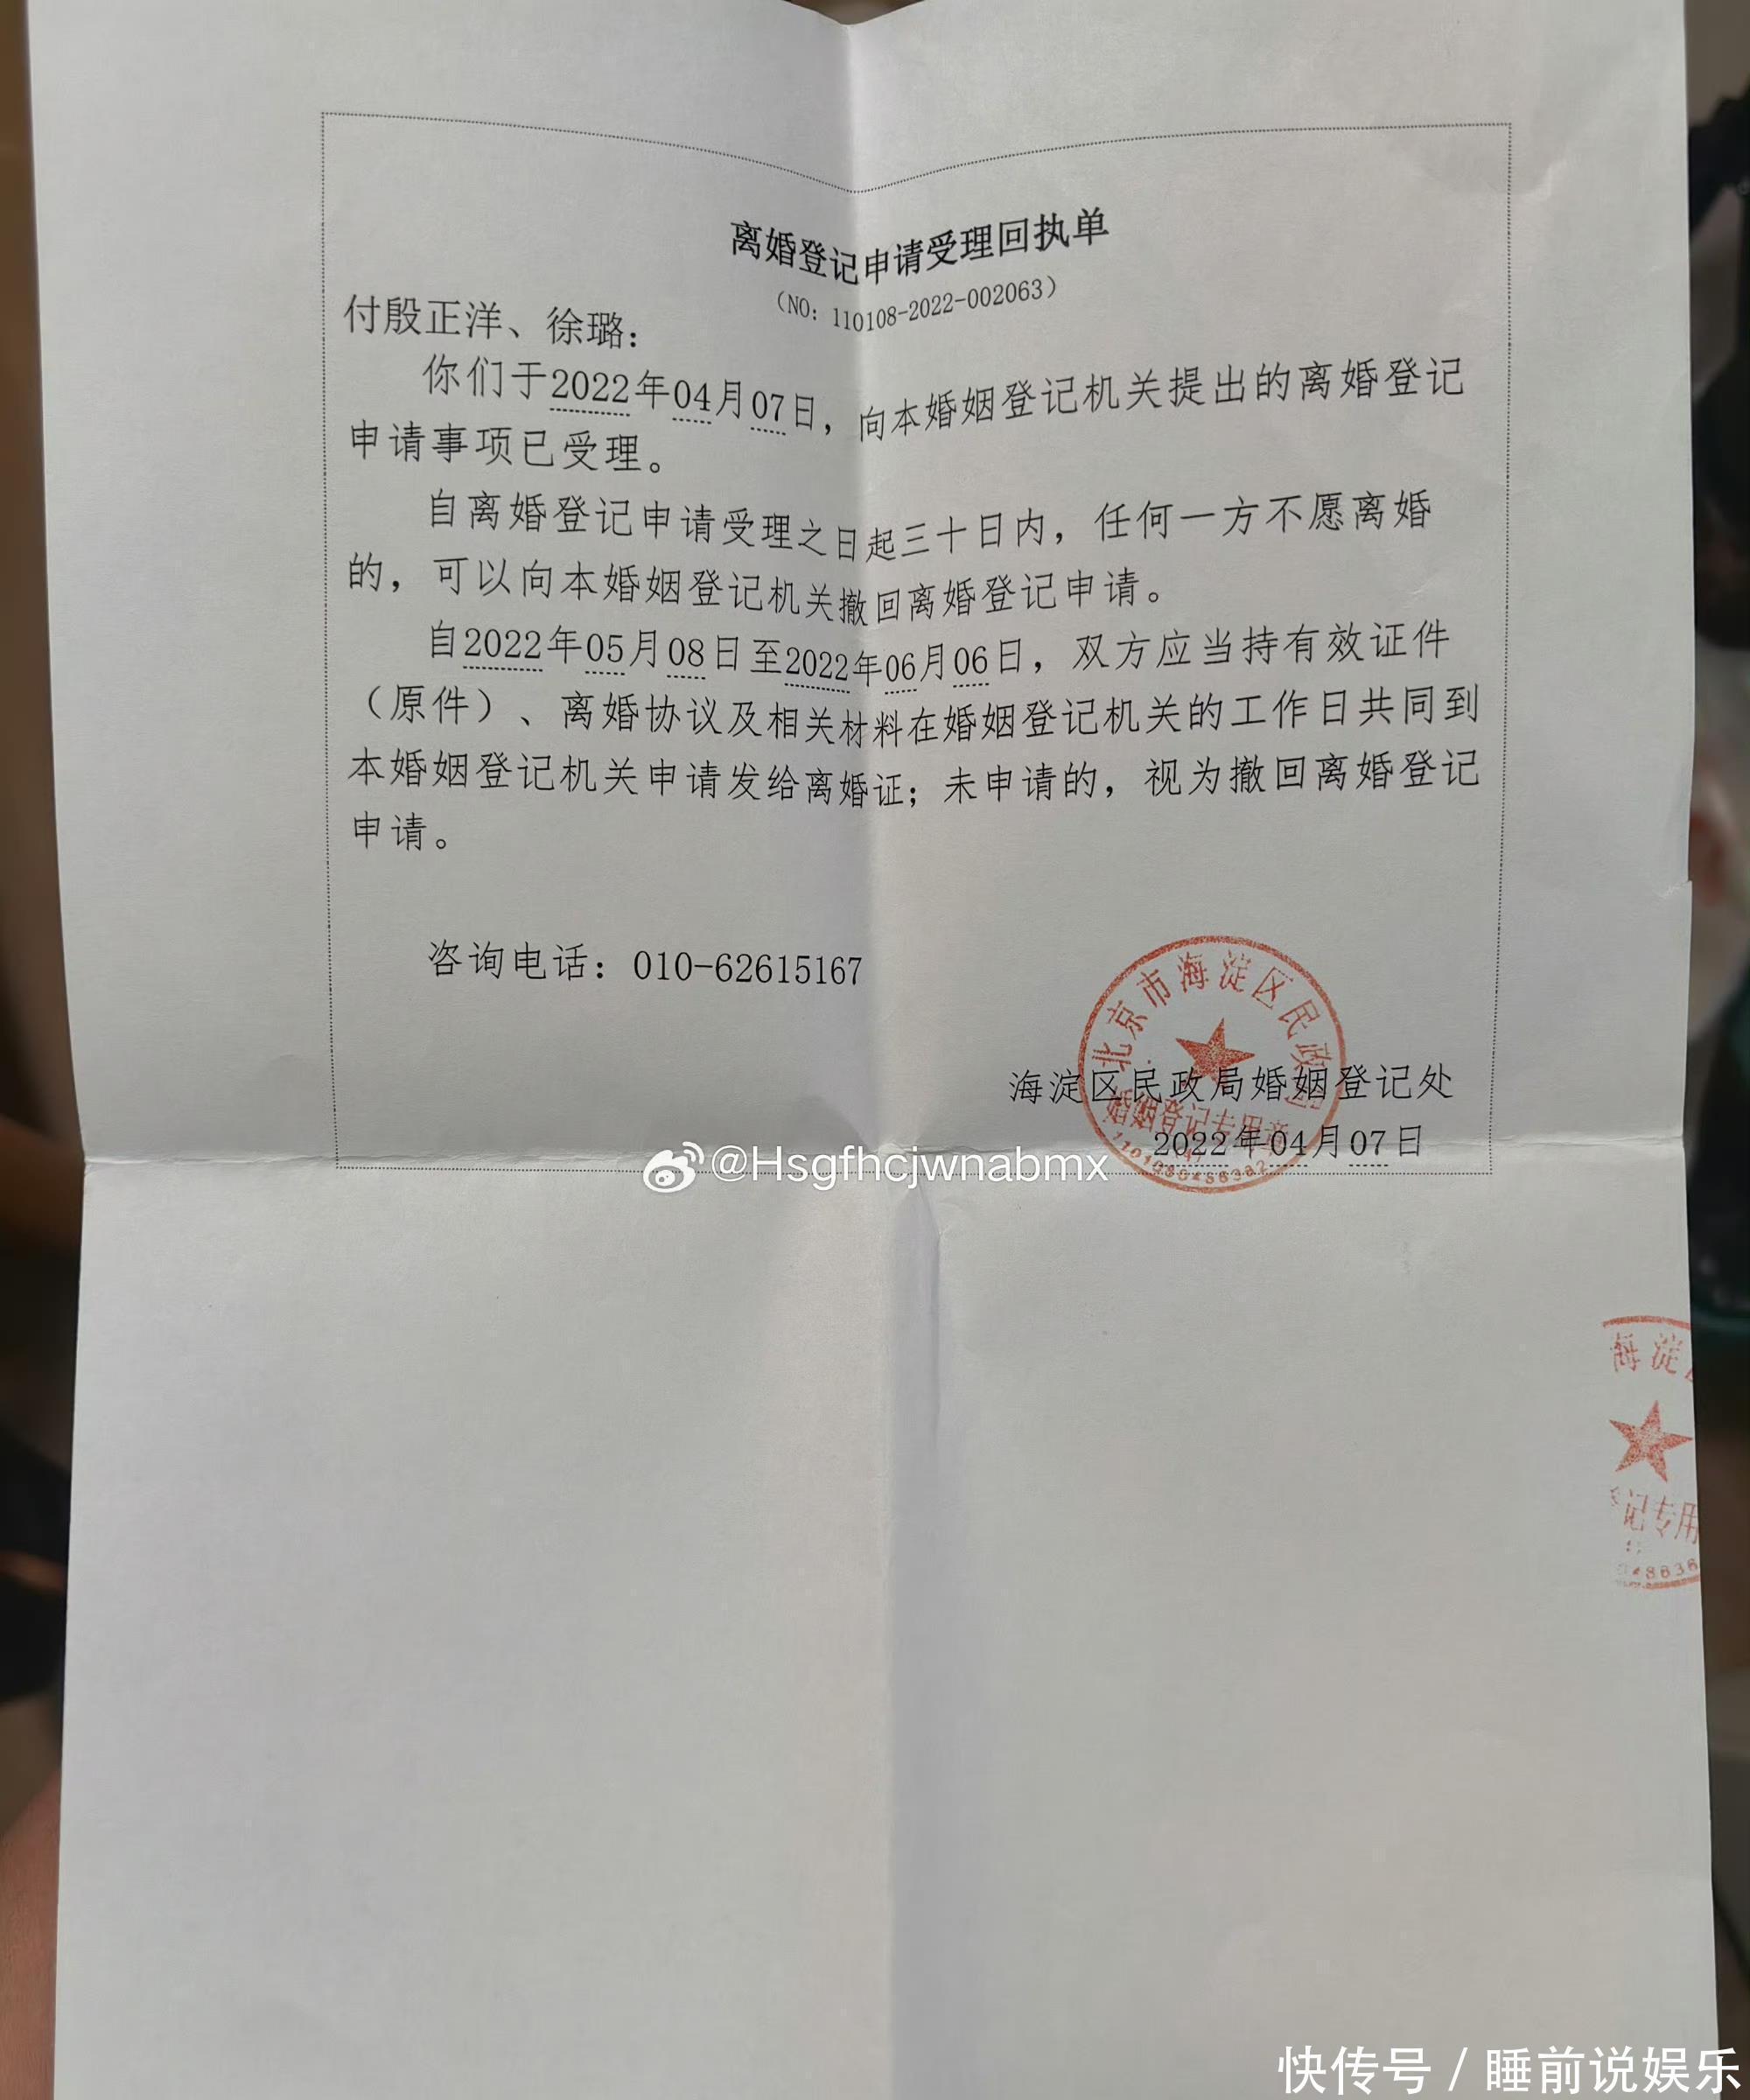 离婚登记申请受理回执单
（NO：110108-2022-002063）
付殷正洋、徐璐：
你们于2022年04月07日，向本婚姻登记机关提出的离婚登记
申请事项已受理。
自离婚登记申请受理之日起三十日内，任何一方不愿离婚
的，可以向本婚姻登记机关撤回离婚登记申请。
自2022年05月08日至2022年06月06日，双方应当持有效证件
（原件）、离婚协议及相关材料在婚姻登记机关的工作日共同到
本婚姻登记机关申请发给离婚证；未申请的，视为撤回离婚登记
申请。
咨询电话：010-62615167
北京市海淀区民政局
海淀区民政局婚姻登记处
婚姻登记专用章
2022年04月07日
@Hsgfhcjwnabmx
海淀
记专用
快传号 / 睡前说娱乐